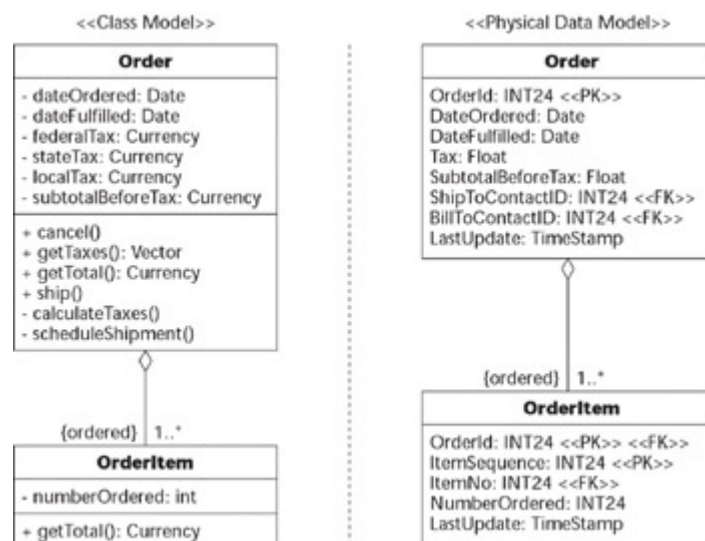 <<Class Model>>
Order
- dateOrdered: Date
- dateFulfilled: Date
- federalTax: Currency
- stateTax: Currency
- localTax: Currency
- subtotalBeforeTax: Currency
+ cancel()
+ getTaxes(): Vector
+ getTotal(): Currency
+ ship()
- calculateTaxes()
- scheduleShipment()
{ordered} 1..*
OrderItem
- numberOrdered: int
+ getTotal(): Currency
<<Physical Data Model>>
Order
OrderId: INT24 <<PK>>
DateOrdered: Date
DateFulfilled: Date
Tax: Float
SubtotalBeforeTax: Float
ShipToContactID: INT24 <<FK>>
BillToContactID: INT24 <<FK>>
LastUpdate: TimeStamp
{ordered} 1..*
OrderItem
OrderId: INT24 <<PK>> <<FK>>
ItemSequence: INT24 <<PK>>
ItemNo: INT24 <<FK>>
NumberOrdered: INT24
LastUpdate: TimeStamp